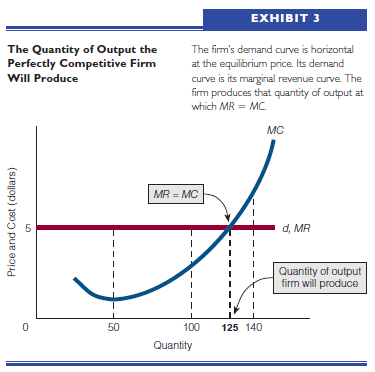 EXHIBIT 3
The Quantity of Output the
Perfectly Competitive Firm
Will Produce
The firm's demand curve is horizontal
at the equilibrium price. Its demand
curve is its marginal revenue curve. The
firm produces that quantity of output at
which MR = MC.
MC
MR = MC
Price and Cost (dollars)
5
d, MR
Quantity of output
firm will produce
0
50
100
125
140
Quantity